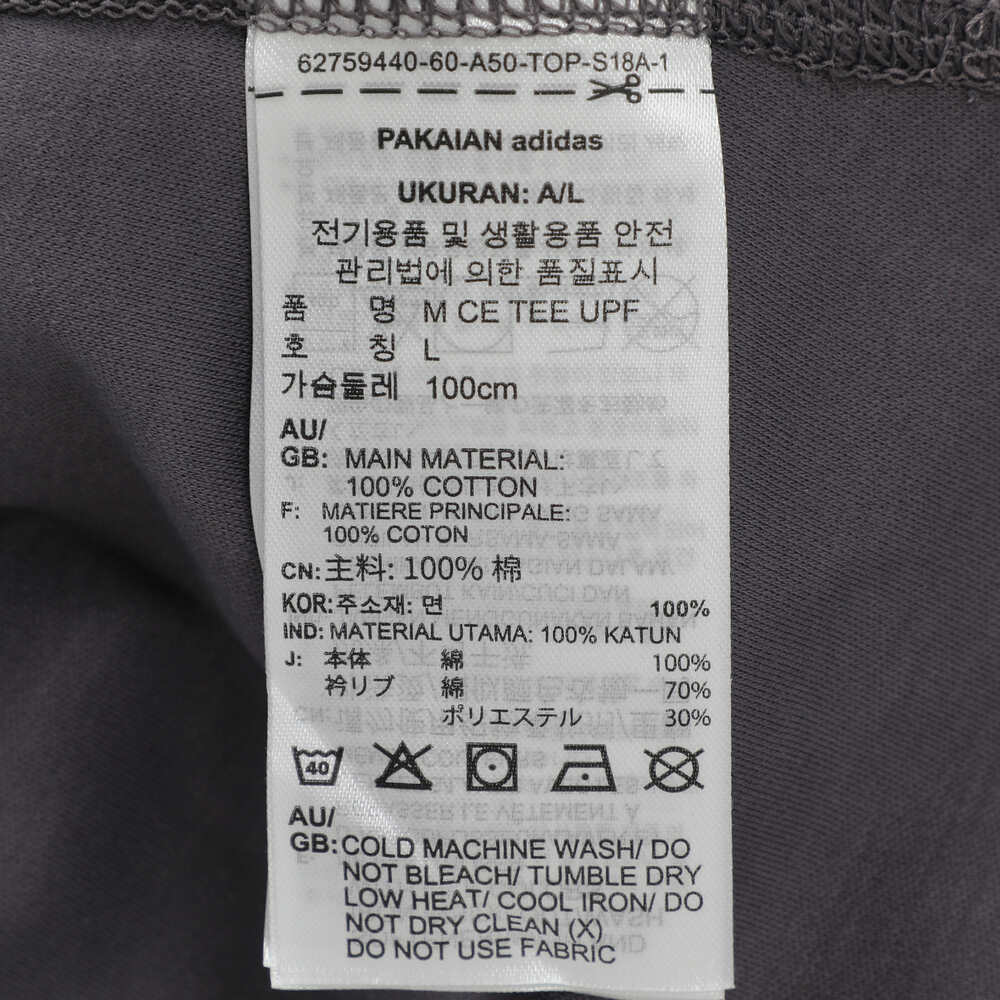 62759440-60-A50-TOP-S18A-1
PAKAIAN adidas
UKURAN: A/L
전기용품 및 생활용품 안전
관리법에 의한 품질표시
품 명 M CE TEE UPF
호 칭 L
가슴둘레 100cm
AU/
GB: MAIN MATERIAL:
100% COTTON
F: MATIERE PRINCIPALE:
100% COTON
CN: 主料: 100% 棉
KOR: 주소재: 면 100%
IND: MATERIAL UTAMA: 100% KATUN
J: 本体 綿 100%
衿リブ 綿 70%
ポリエステル 30%
40
AU/
GB: COLD MACHINE WASH/ DO
NOT BLEACH/ TUMBLE DRY
LOW HEAT/ COOL IRON/ DO
NOT DRY CLEAN (X)
DO NOT USE FABRIC